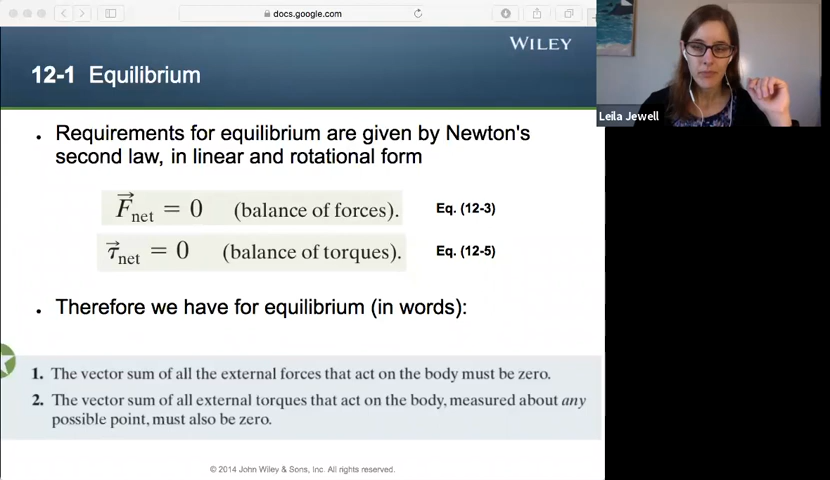 docs.google.com
WILEY
12-1 Equilibrium
• Requirements for equilibrium are given by Newton's
second law, in linear and rotational form
F⃗net = 0 (balance of forces). Eq. (12-3)
τ⃗net = 0 (balance of torques). Eq. (12-5)
• Therefore we have for equilibrium (in words):
1. The vector sum of all the external forces that act on the body must be zero.
2. The vector sum of all external torques that act on the body, measured about any
possible point, must also be zero.
© 2014 John Wiley & Sons, Inc. All rights reserved.
Leila Jewell